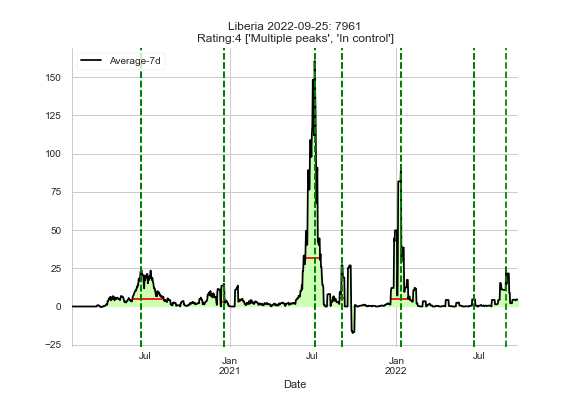 Liberia 2022-09-25: 7961
Rating:4 ['Multiple peaks', 'In control']
Average-7d
150
125
100
75
50
25
0
−25
Jul
Jan
2021
Jul
Jan
2022
Jul
Date